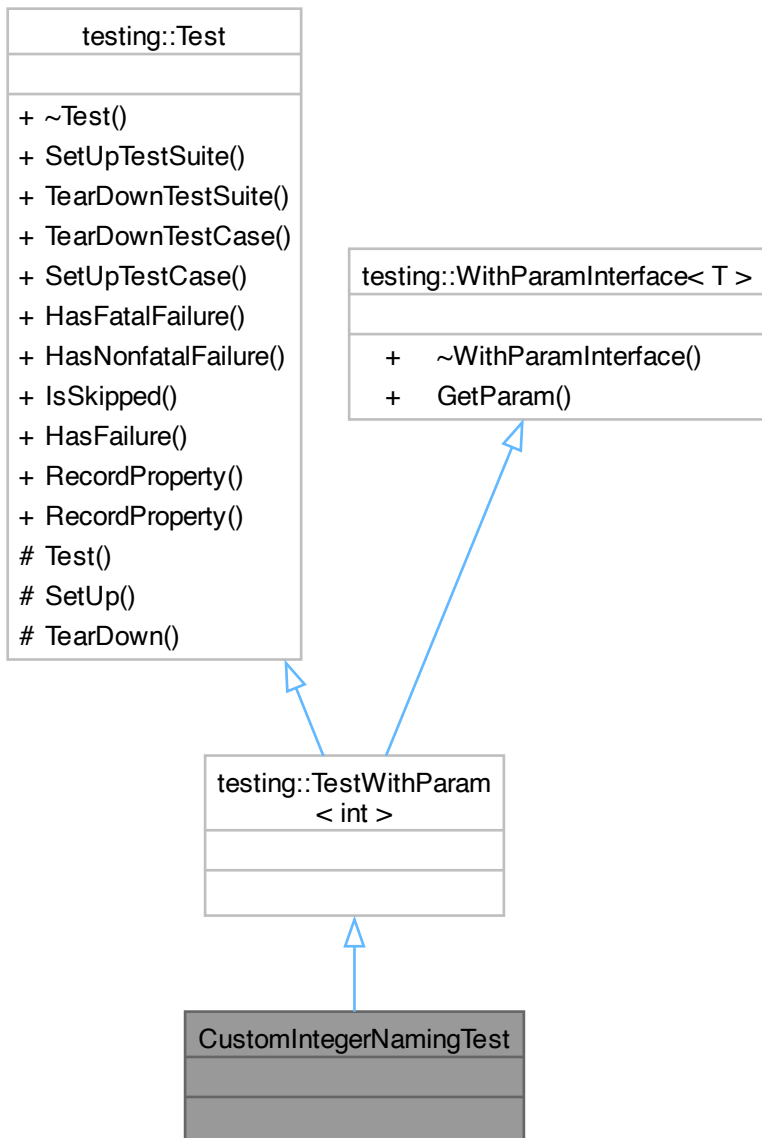 testing::Test
+ ~Test()
+ SetUpTestSuite()
+ TearDownTestSuite()
+ TearDownTestCase()
+ SetUpTestCase()
+ HasFatalFailure()
+ HasNonfatalFailure()
+ IsSkipped()
+ HasFailure()
+ RecordProperty()
+ RecordProperty()
# Test()
# SetUp()
# TearDown()
testing::WithParamInterface< T >
+ ~WithParamInterface()
+ GetParam()
testing::TestWithParam
< int >
CustomIntegerNamingTest